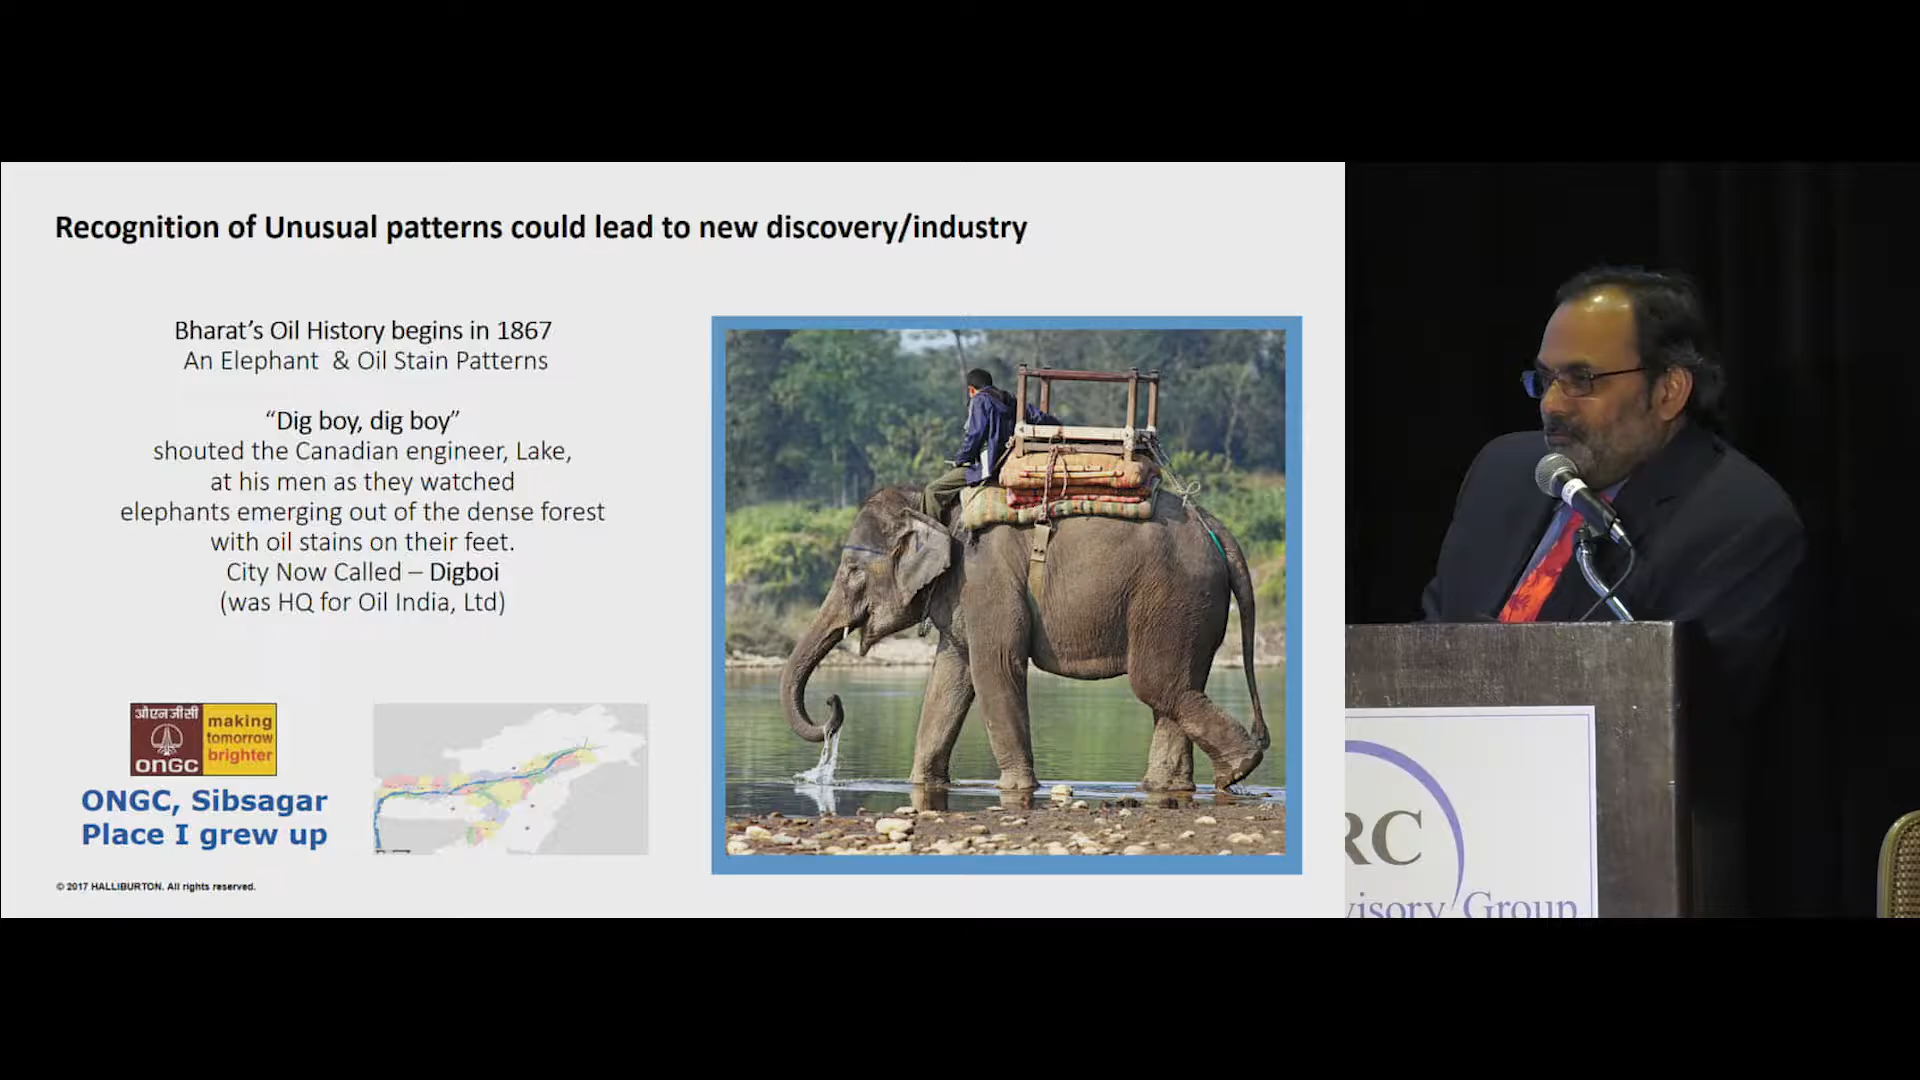 Recognition of Unusual patterns could lead to new discovery/industry
Bharat's Oil History begins in 1867
An Elephant & Oil Stain Patterns
“Dig boy, dig boy”
shouted the Canadian engineer, Lake,
at his men as they watched
elephants emerging out of the dense forest
with oil stains on their feet.
City Now Called – Digboi
(was HQ for Oil India, Ltd)
ओएनजीसी
ONGC
making
tomorrow
brighter
ONGC, Sibsagar
Place I grew up
© 2017 HALLIBURTON. All rights reserved.
RC
visory Group